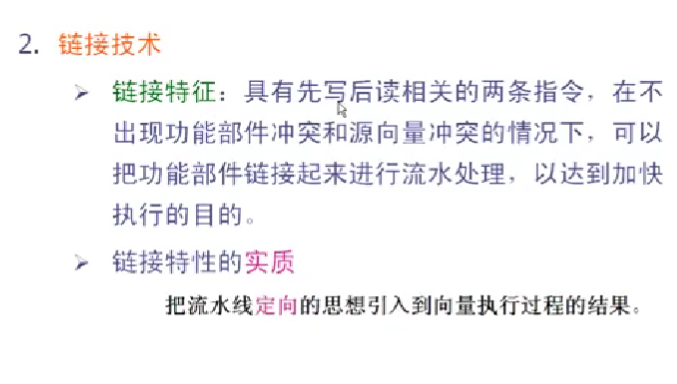 2. 链接技术
➢ 链接特征：具有先写后读相关的两条指令，在不
出现功能部件冲突和源向量冲突的情况下，可以
把功能部件链接起来进行流水处理，以达到加快
执行的目的。
➢ 链接特性的实质
把流水线定向的思想引入到向量执行过程的结果。